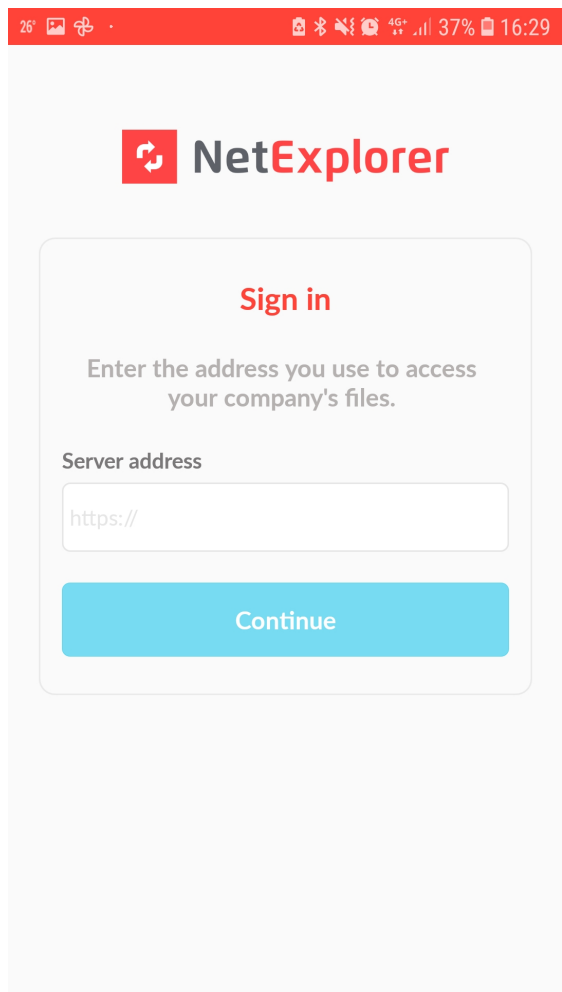 26° 4G+ 37% 16:29
NetExplorer
Sign in
Enter the address you use to access
your company's files.
Server address
https://
Continue